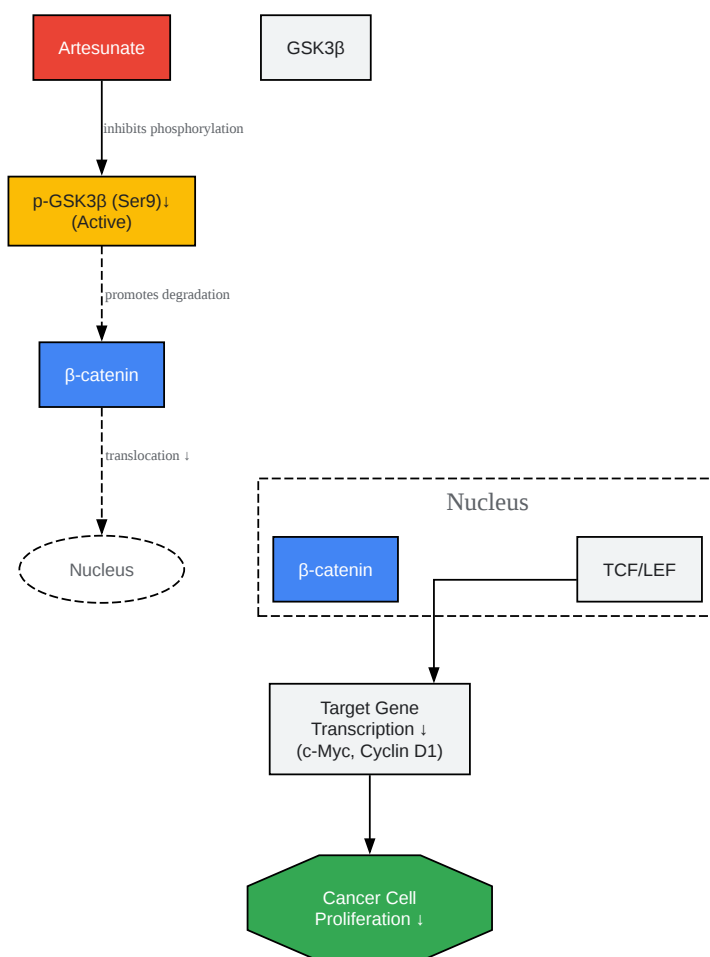 Artesunate
GSK3β
inhibits phosphorylation
p-GSK3β (Ser9)↓
(Active)
promotes degradation
β-catenin
translocation ↓
Nucleus
Nucleus
β-catenin
TCF/LEF
Target Gene
Transcription ↓
(c-Myc, Cyclin D1)
Cancer Cell
Proliferation ↓